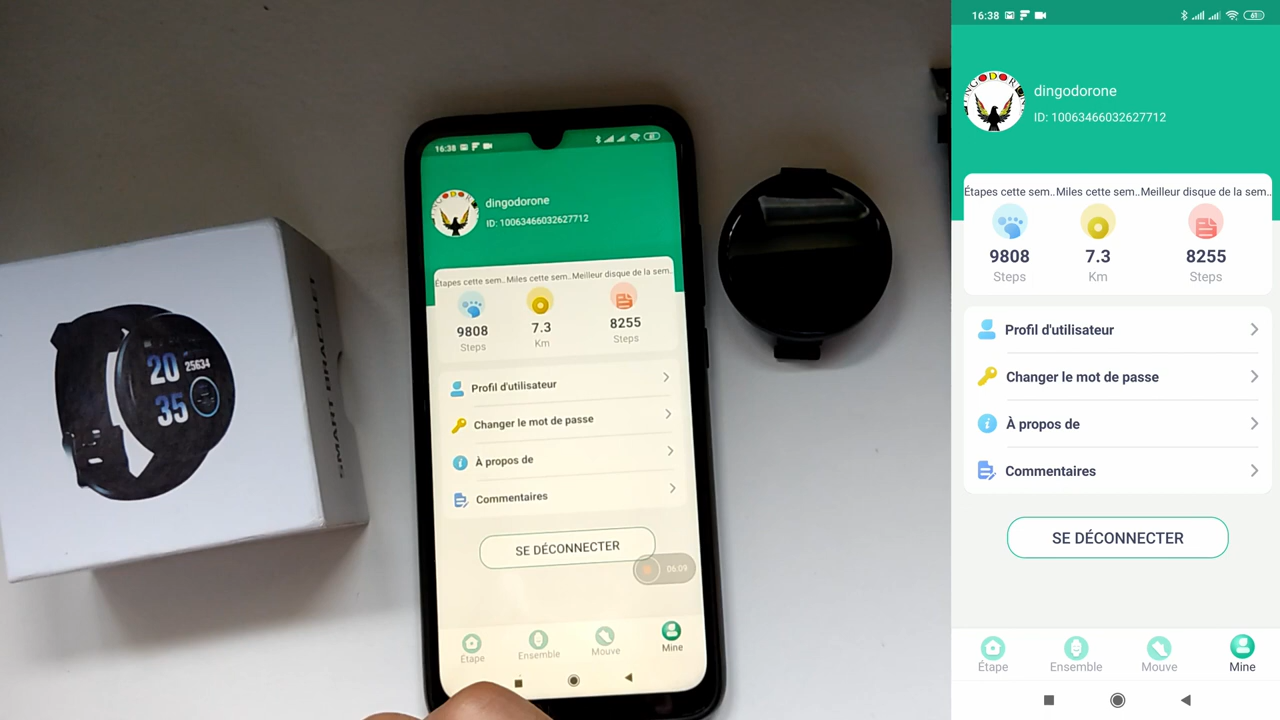 20
25634
35
SMART BRACELET
16:38
dingodorone
ID: 10063466032627712
Étapes cette sem..Miles cette sem..Meilleur disque de la sem..
9808
7.3
8255
Steps
Km
Steps
Profil d'utilisateur
Changer le mot de passe
À propos de
Commentaires
SE DÉCONNECTER
06:09
Étape
Ensemble
Mouve
Mine
16:38
61
DINGODORONE
dingodorone
ID: 10063466032627712
Étapes cette sem..Miles cette sem..Meilleur disque de la sem..
9808
7.3
8255
Steps
Km
Steps
Profil d'utilisateur
Changer le mot de passe
À propos de
Commentaires
SE DÉCONNECTER
Étape
Ensemble
Mouve
Mine